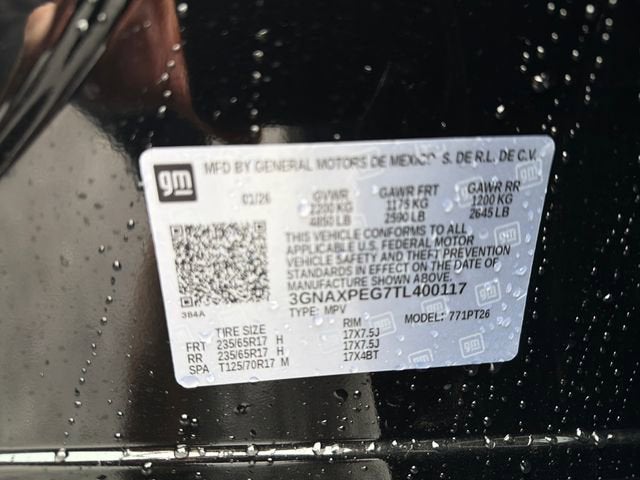 gm
MFD BY GENERAL MOTORS DE MEXICO S. DE R.L. DE C.V.
01/26 GVWR GAWR FRT GAWR RR
2200 KG 1175 KG 1200 KG
4850 LB 2590 LB 2645 LB
THIS VEHICLE CONFORMS TO ALL
APPLICABLE U.S. FEDERAL MOTOR
VEHICLE SAFETY AND THEFT PREVENTION
STANDARDS IN EFFECT ON THE DATE OF
MANUFACTURE SHOWN ABOVE.
3GNAXPEG7TL400117
3B4A
TYPE: MPV MODEL: 771PT26
TIRE SIZE RIM
FRT 235/65R17 H 17X7.5J
RR 235/65R17 H 17X7.5J
SPA T125/70R17 M 17X4BT